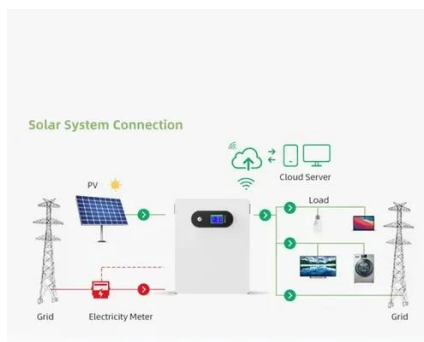 Solar System Connection
Cloud Server
PV
Load
Grid
Electricity Meter
Grid